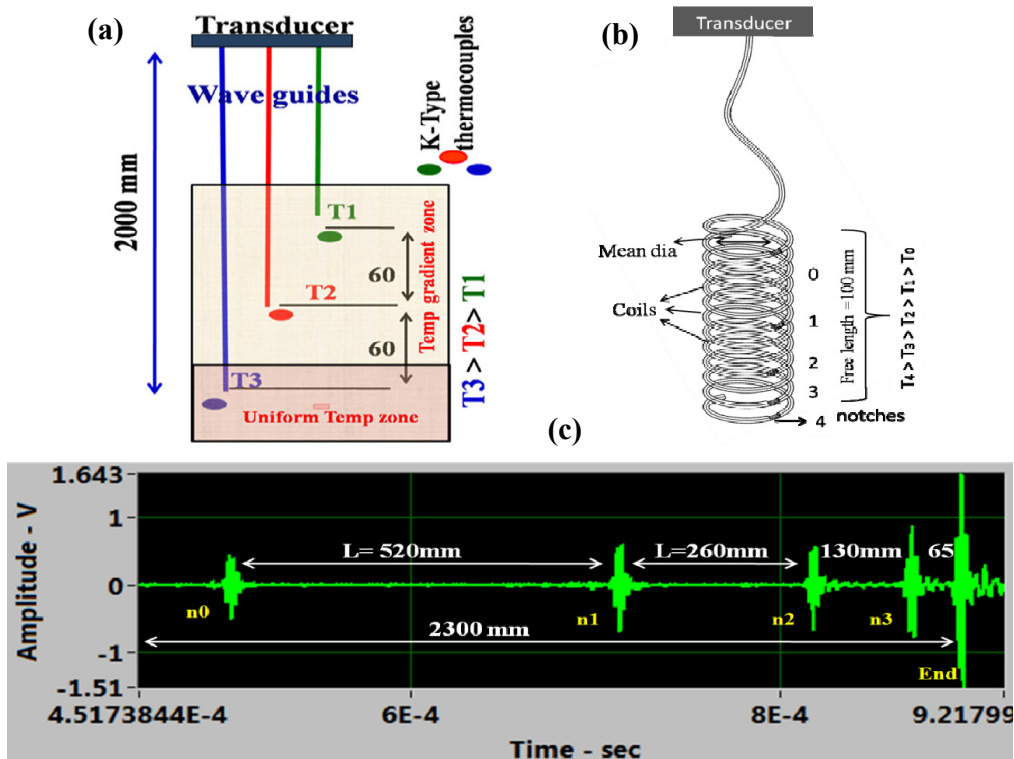 (a)
Transducer
Wave guides
2000 mm
K-Type
thermocouples
T1
60
T2
60
T3
Temp gradient zone
Uniform Temp zone
T3 > T2> T1
(b)
Transducer
Mean dia
Coils
0
1
2
3
4 notches
Free length = 100 mm
T4 > T3 > T2 > T1 > T0
(c)
Amplitude - V
1.643
1
0
-1
-1.51
L= 520mm
L=260mm
130mm
65
n0
n1
n2
n3
2300 mm
End
4.5173844E-4
6E-4
8E-4
9.21799
Time - sec